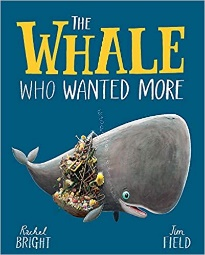 THE
WHALE
WHO WANTED MORE
Rachel Jim
BRIGHT FIELD